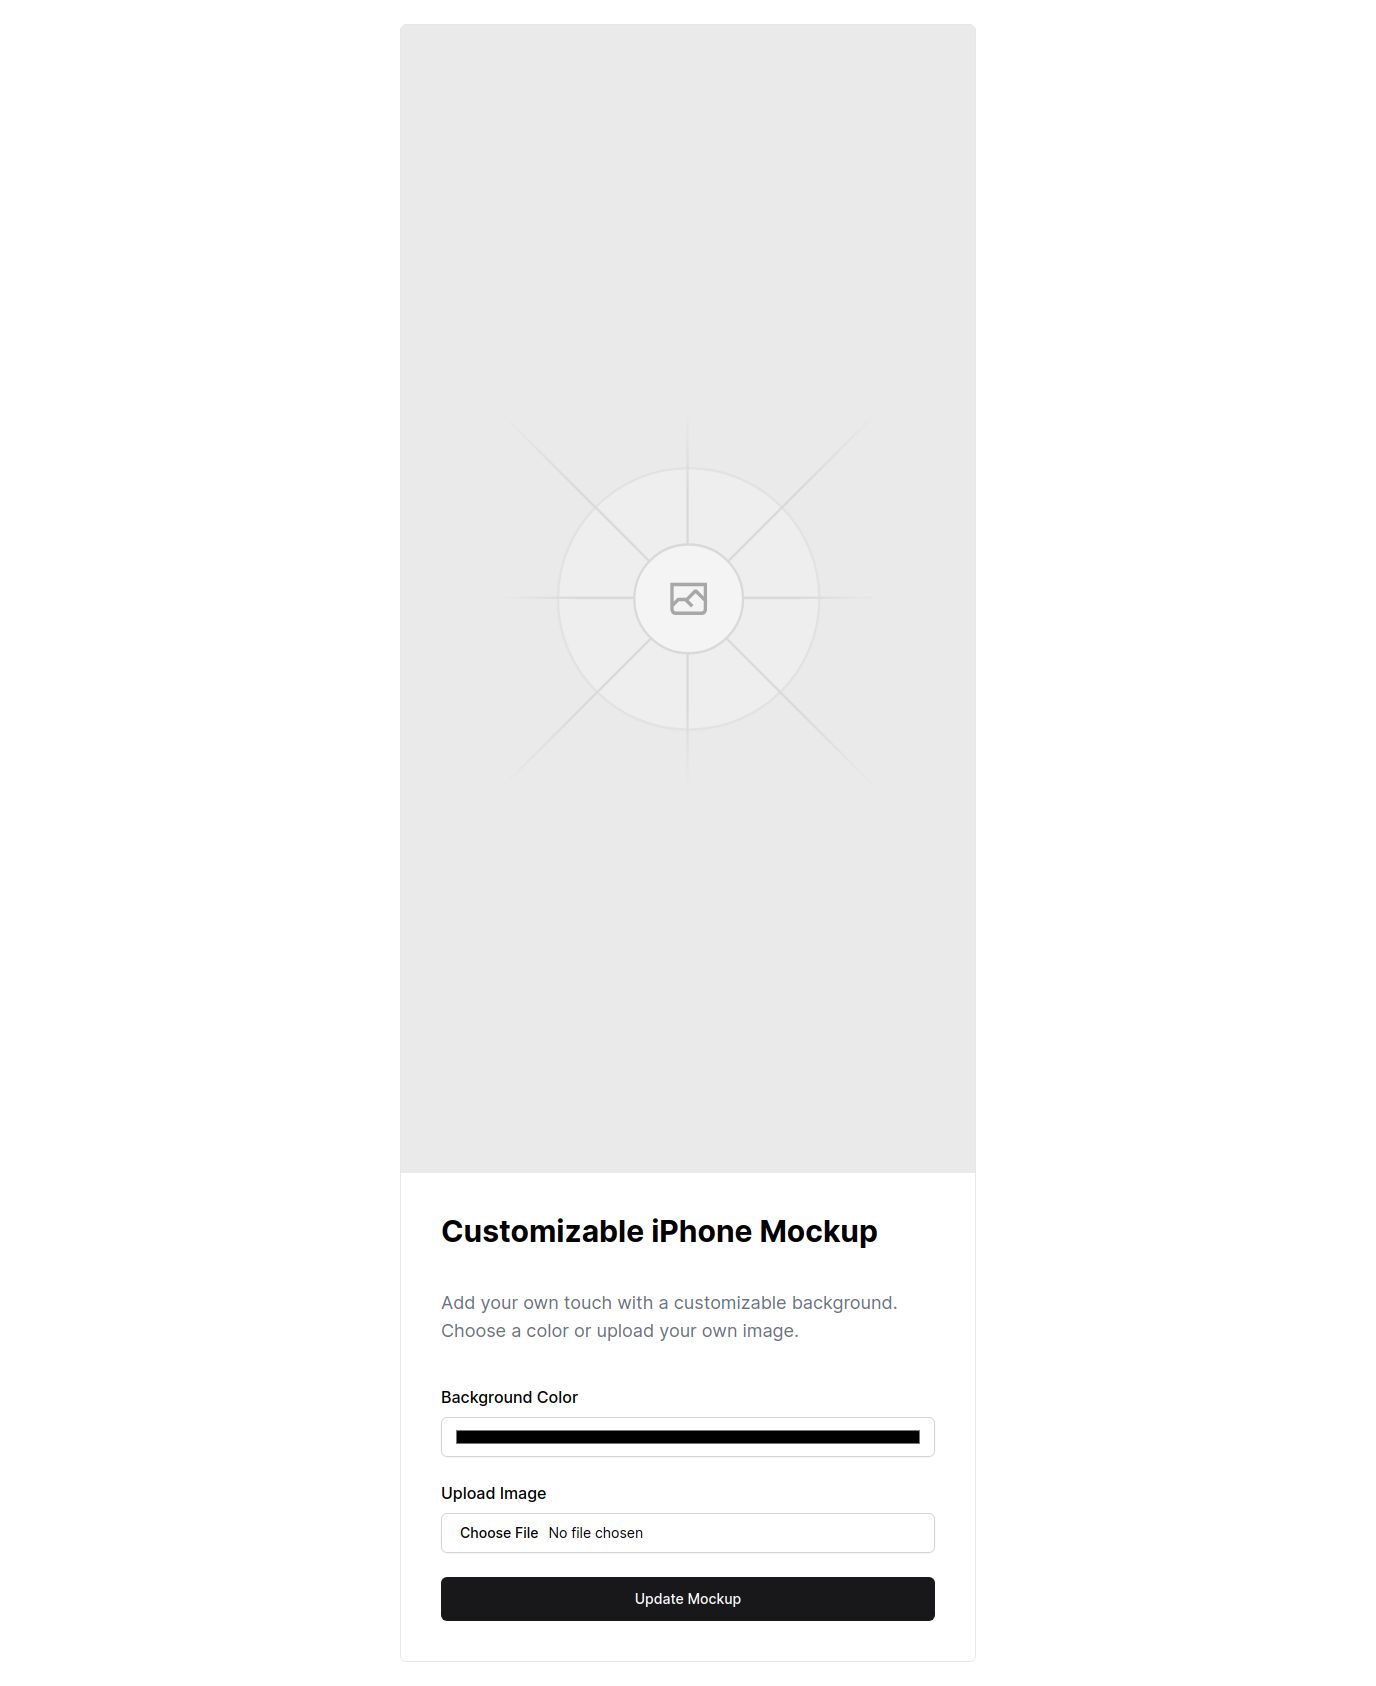 Customizable iPhone Mockup
Add your own touch with a customizable background.
Choose a color or upload your own image.
Background Color
Upload Image
Choose File No file chosen
Update Mockup